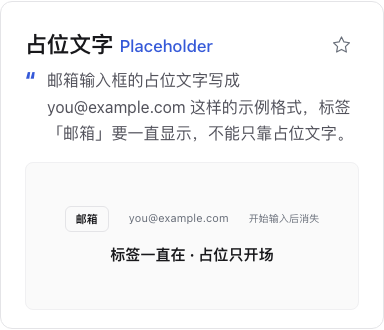 占位文字 Placeholder
“ 邮箱输入框的占位文字写成
you@example.com 这样的示例格式，标签
「邮箱」要一直显示，不能只靠占位文字。
邮箱 you@example.com 开始输入后消失
标签一直在 · 占位只开场